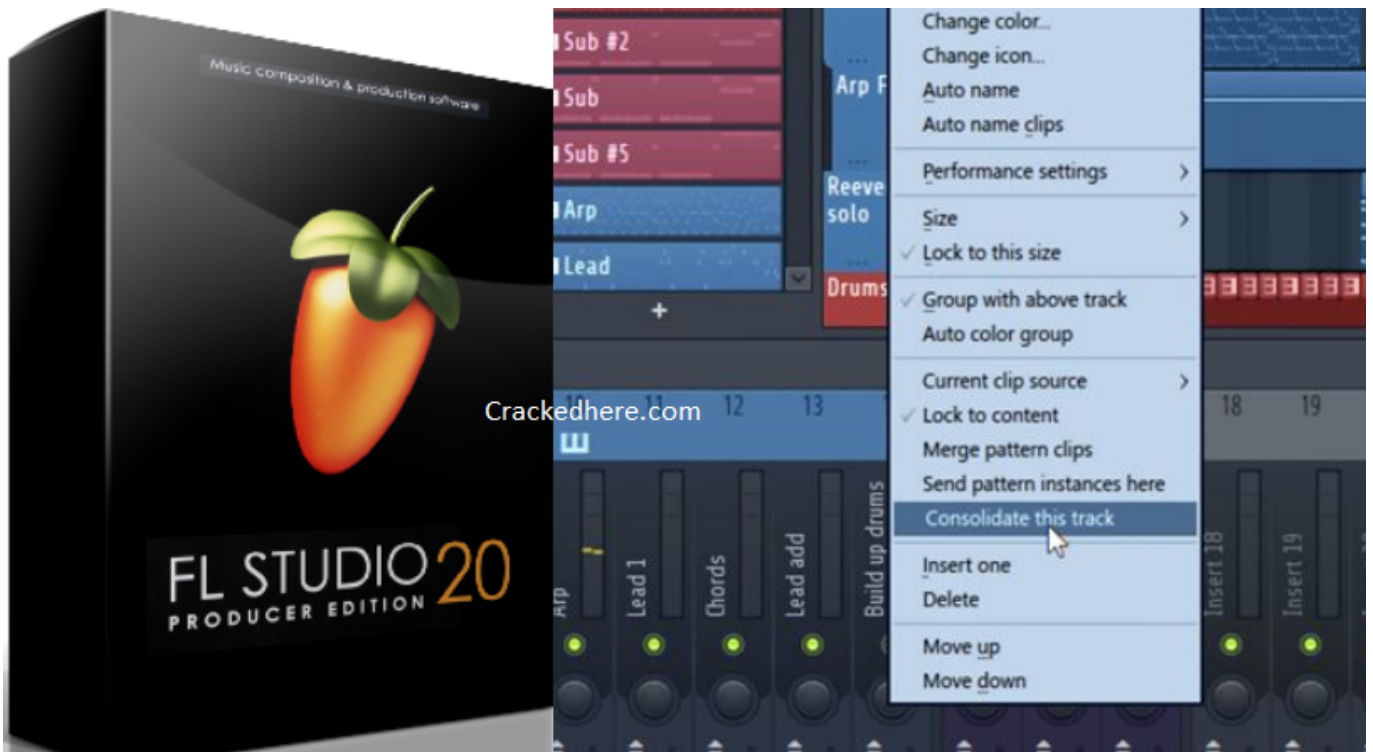 Music composition & production software
FL STUDIO 20
PRODUCER EDITION
Crackedhere.com
Sub #2
Sub
Sub #5
Arp
Lead
+
Arp F
Reeve
solo
Drums
Change color...
Change icon...
Auto name
Auto name clips
Performance settings
Size
Lock to this size
Group with above track
Auto color group
Current clip source
Lock to content
Merge pattern clips
Send pattern instances here
Consolidate this track
Insert one
Delete
Move up
Move down
10 11 12 13
18 19
Arp
Lead 1
Chords
Lead add
Build up drums
Insert 18
Insert 19